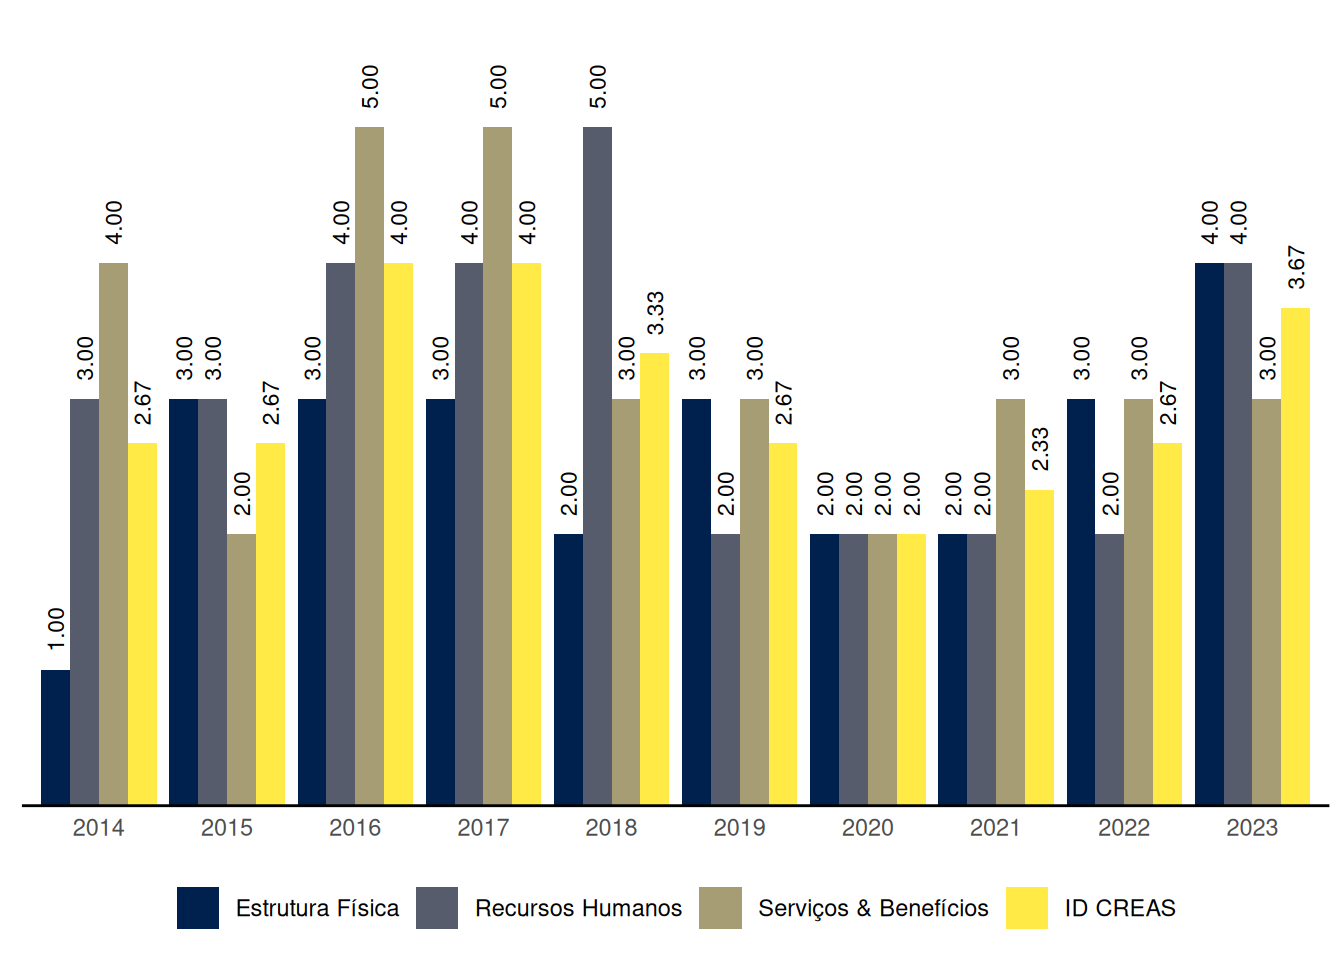 5.00 5.00 5.00
4.00 4.00 4.00 4.00 4.00 4.00 4.00
3.67
3.33
3.00 3.00 3.00 3.00 3.00 3.00 3.00 3.00 3.00 3.00 3.00 3.00
2.67 2.67 2.67 2.67
2.33
2.00 2.00 2.00 2.00 2.00 2.00 2.00 2.00 2.00 2.00
1.00
2014 2015 2016 2017 2018 2019 2020 2021 2022 2023
Estrutura Física Recursos Humanos Serviços & Benefícios ID CREAS